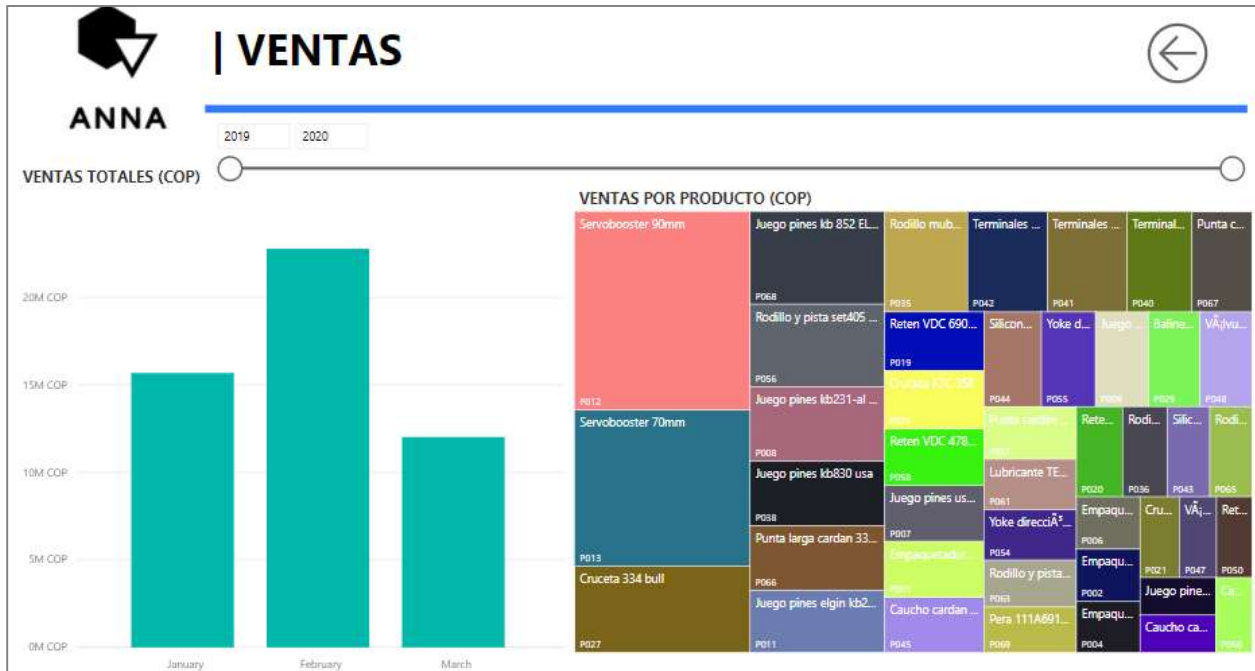 | VENTAS
ANNA
2019 2020
VENTAS TOTALES (COP)
20M COP
15M COP
10M COP
5M COP
0M COP
January February March
VENTAS POR PRODUCTO (COP)
Servobooster 90mm
P012
Servobooster 70mm
P013
Cruceta 334 bull
P027
Juego pines kb 852 EL...
P068
Rodillo y pista set405 ...
P056
Juego pines kb231-al ...
P008
Juego pines kb830 usa
P038
Punta larga cardan 33...
P066
Juego pines elgin kb2...
P011
Rodillo mub...
P035
Terminales ...
P042
Terminales ...
P041
Terminal...
P040
Punta c...
P067
Reten VDC 690...
P019
Reten VDC 478...
P058
Juego pines us...
P007
Empaquetadur...
Caucho cardan ...
P045
Silicon...
P044
Yoke d...
P055
Juego ...
Baline...
P029
VÃ¡lvu...
P048
Punta cardan ...
Lubricante TE...
P061
Yoke direcciÃ³...
P054
Rodillo y pista...
P063
Pera 111A691...
P069
Rete...
P020
Rodi...
P036
Silic...
P043
Rodi...
P065
Empaqu...
P006
Empaqu...
P002
Empaqu...
P004
Cru...
P021
VÃ¡...
P047
Ret...
P050
Juego pine...
Caucho ca...